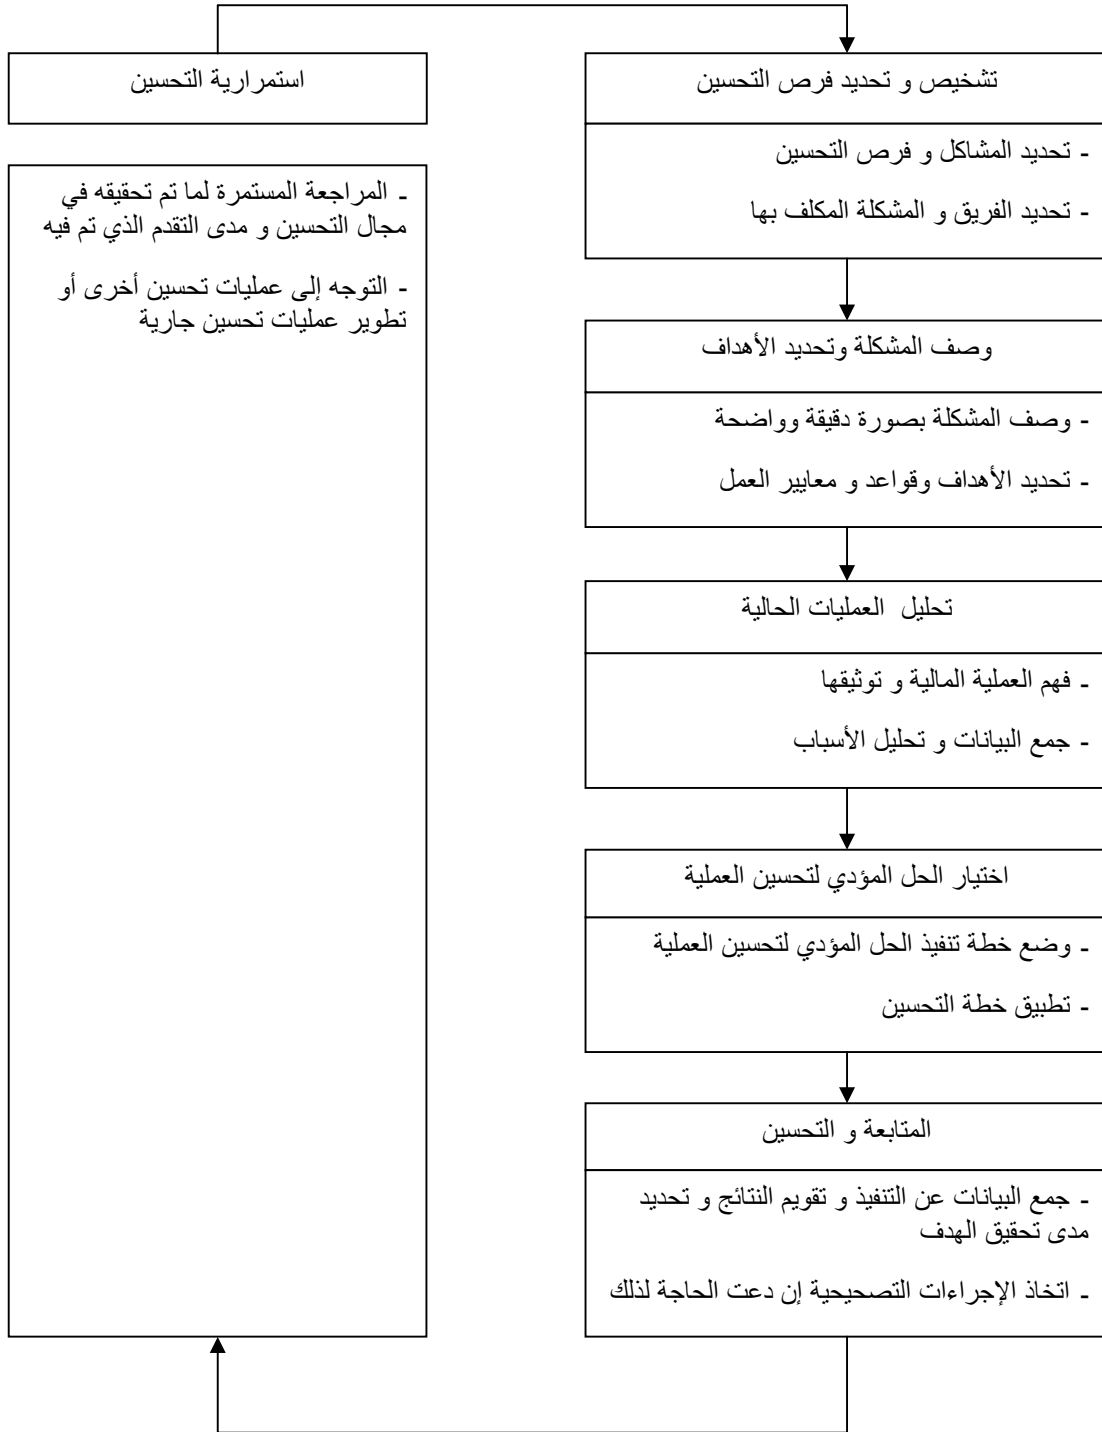 تشخيص و تحديد فرص التحسين
- تحديد المشاكل و فرص التحسين
- تحديد الفريق و المشكلة المكلف بها
وصف المشكلة وتحديد الأهداف
- وصف المشكلة بصورة دقيقة وواضحة
- تحديد الأهداف وقواعد و معايير العمل
تحليل العمليات الحالية
- فهم العملية المالية و توثيقها
- جمع البيانات و تحليل الأسباب
اختيار الحل المؤدي لتحسين العملية
- وضع خطة تنفيذ الحل المؤدي لتحسين العملية
- تطبيق خطة التحسين
المتابعة و التحسين
- جمع البيانات عن التنفيذ و تقويم النتائج و تحديد
مدى تحقيق الهدف
- اتخاذ الإجراءات التصحيحية إن دعت الحاجة لذلك
استمرارية التحسين
- المراجعة المستمرة لما تم تحقيقه في
مجال التحسين و مدى التقدم الذي تم فيه
- التوجه إلى عمليات تحسين أخرى أو
تطوير عمليات تحسين جارية